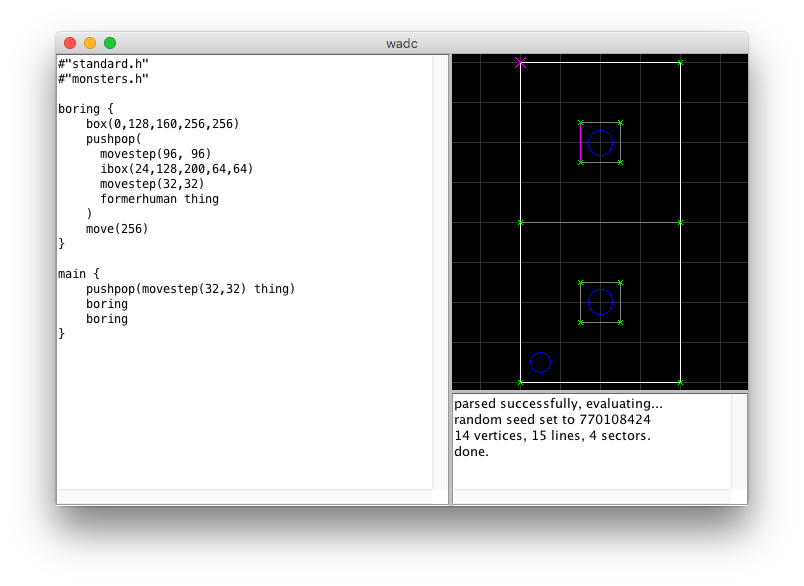 wadc
#"standard.h"
#"monsters.h"
boring {
    box(0,128,160,256,256)
    pushpop(
      movestep(96, 96)
      ibox(24,128,200,64,64)
      movestep(32,32)
      formerhuman thing
    )
    move(256)
}
main {
    pushpop(movestep(32,32) thing)
    boring
    boring
}
parsed successfully, evaluating...
random seed set to 770108424
14 vertices, 15 lines, 4 sectors.
done.